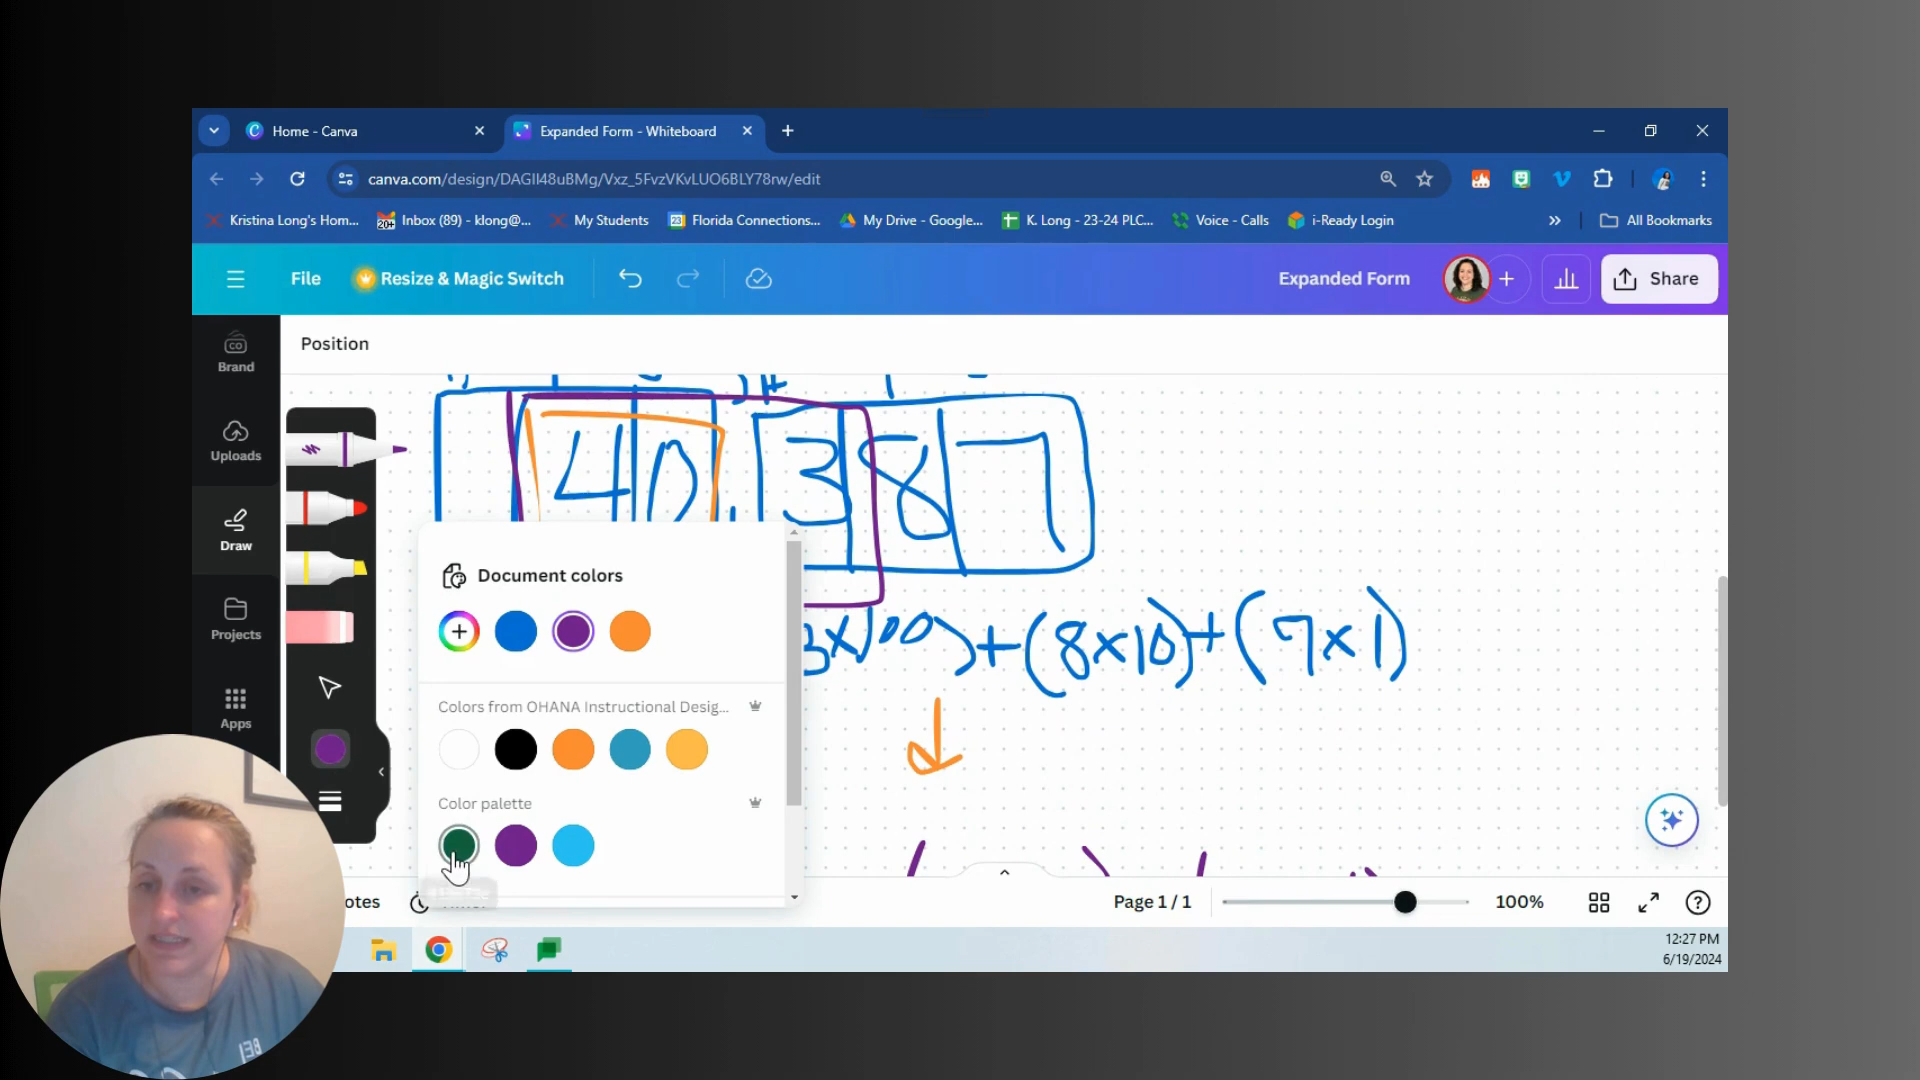 Home - Canva
Expanded Form - Whiteboard
canva.com/design/DAGIl48uBMg/Vxz_5FvzVKvLUO6BLY78rw/edit
Kristina Long's Hom...
Inbox (89) - klong@...
My Students
Florida Connections...
My Drive - Google...
K. Long - 23-24 PLC...
Voice - Calls
i-Ready Login
All Bookmarks
File
Resize & Magic Switch
Expanded Form
Share
Position
Brand
Uploads
Draw
Projects
Apps
40,387
3x100)+(8x10)+(7x1)
Document colors
Colors from OHANA Instructional Desig...
Color palette
otes
Page 1 / 1
100%
12:27 PM
6/19/2024